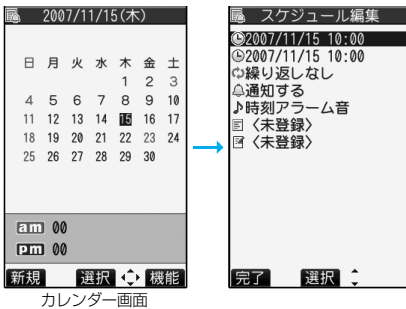 2007/11/15(木)
日 月 火 水 木 金 土
1 2 3
4 5 6 7 8 9 10
11 12 13 14 15 16 17
18 19 20 21 22 23 24
25 26 27 28 29 30
am 00
pm 00
新規 選択 機能
カレンダー画面
スケジュール編集
2007/11/15 10:00
2007/11/15 10:00
繰り返しなし
通知する
時刻アラーム音
〈未登録〉
〈未登録〉
完了 選択